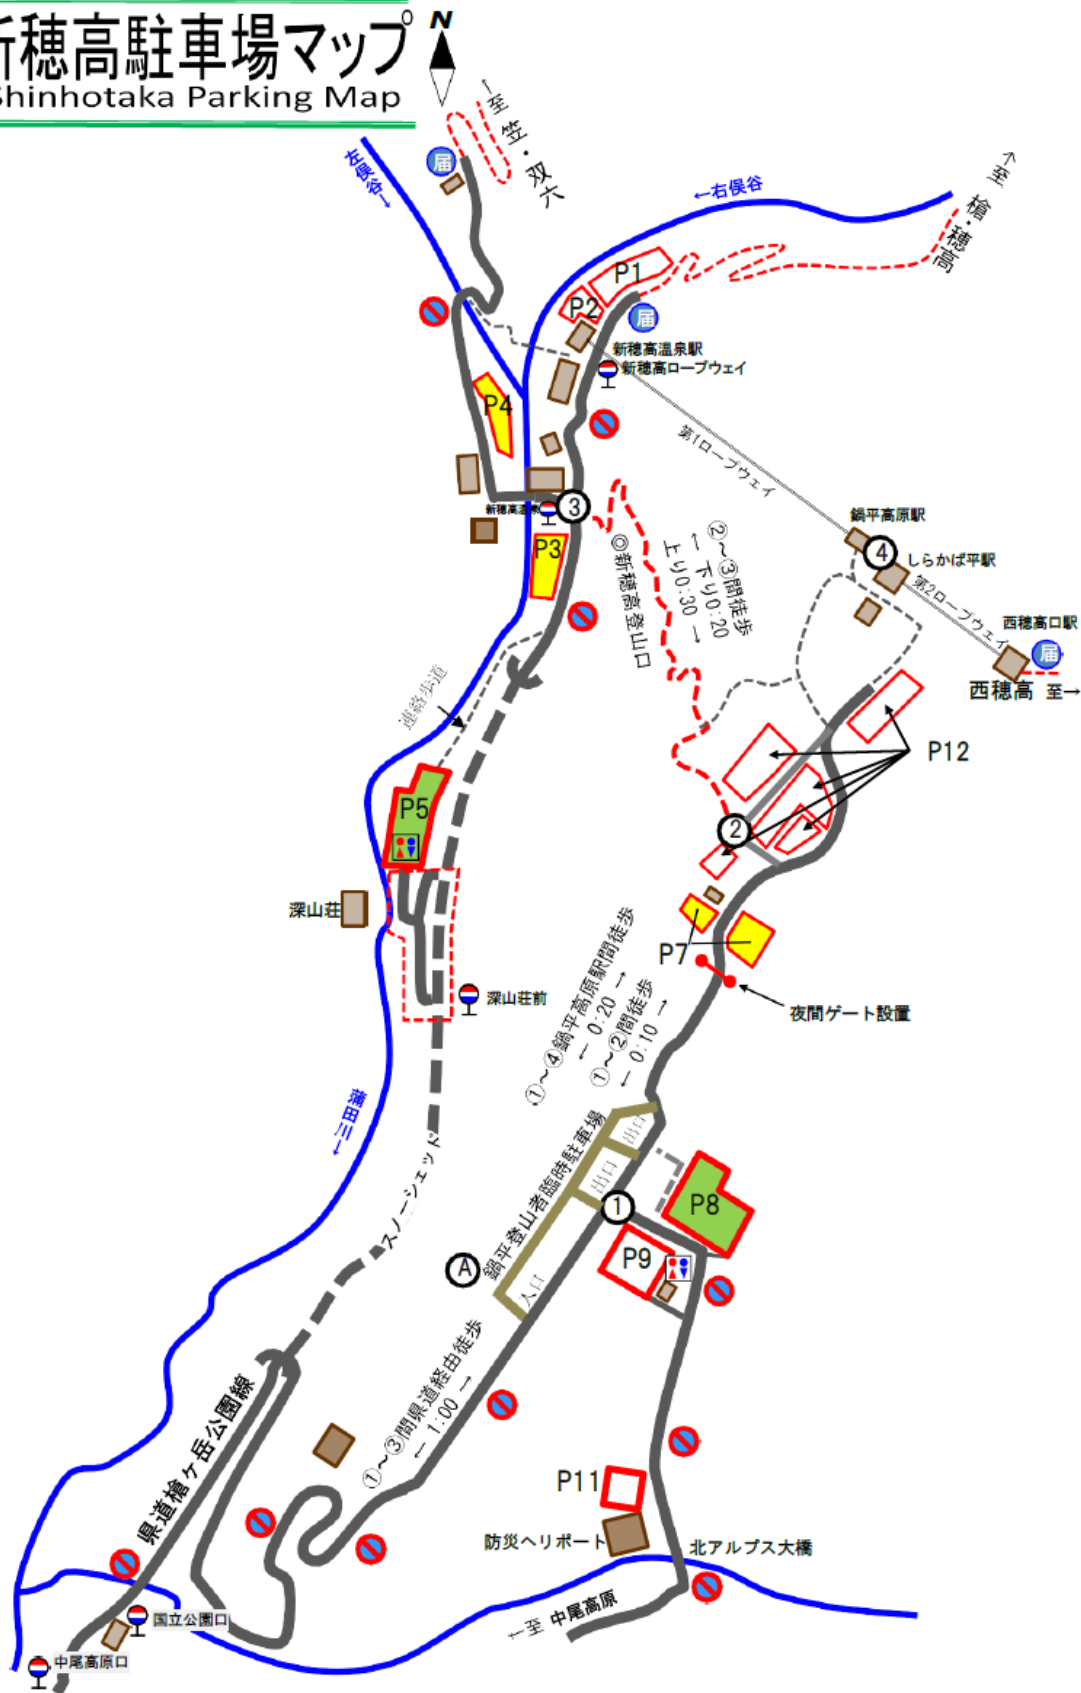 新穂高駐車場マップ
Shinhotaka Parking Map
N
←至 笠・双六
届
左俣谷→
←右俣谷
←至 槍・穂高
P1
P2
届
新穂高温泉駅
新穂高ロープウェイ
P4
第1ロープウェイ
新穂高温泉
3
P3
◎新穂高登山口
②～③間徒歩
← 下り0:20
上り0:30 →
鍋平高原駅
4
しらかば平駅
第2ロープウェイ
西穂高口駅
届
西穂高 至→
連絡歩道
P12
P5
2
深山荘
P7
深山荘前
夜間ゲート設置
①～④鍋平高原駅間徒歩
← 0:20 →
①～②間徒歩
← 0:10 →
蒲田川→
スノーシェッド
鍋平登山者臨時駐車場
出口
出口
入口
A
1
P8
P9
①～③間県道経由徒歩
← 1:00 →
県道槍ヶ岳公園線
P11
防災ヘリポート
北アルプス大橋
←至 中尾高原
国立公園口
中尾高原口